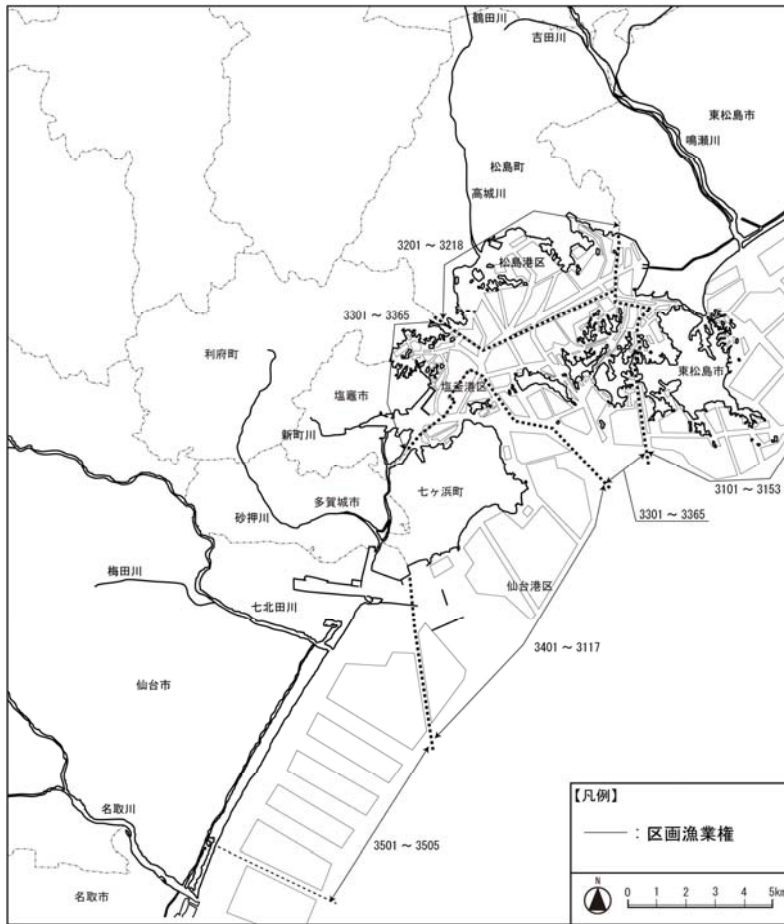 鶴田川
吉田川
東松島市
鳴瀬川
松島町
高城川
3201 ~ 3218
松島港区
3301 ~ 3365
利府町
塩釜港区
東松島市
塩竈市
新町川
3101 ~ 3153
七ヶ浜町
多賀城市
3301 ~ 3365
砂押川
梅田川
仙台港区
七北田川
3401 ~ 3117
仙台市
【凡例】
名取川
: 区画漁業権
3501 ~ 3505
N
0 1 2 3 4 5km
名取市